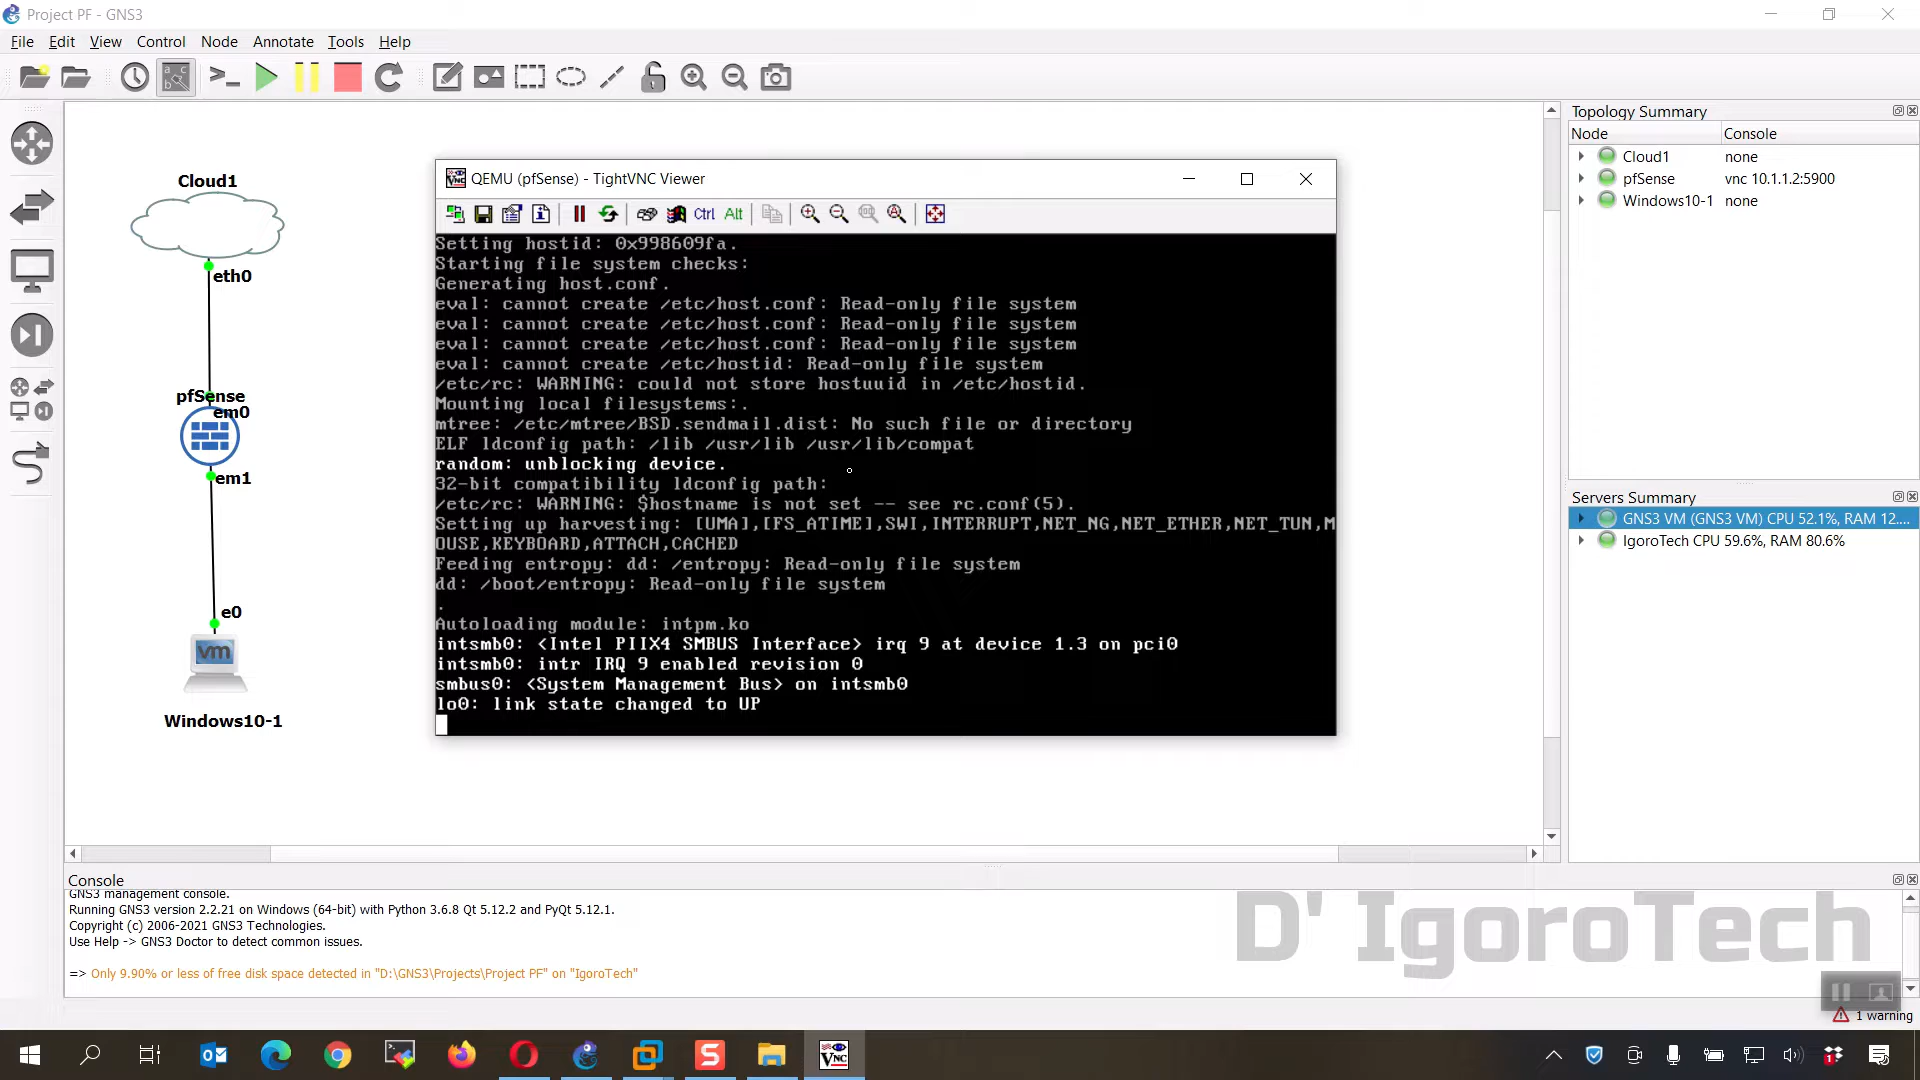 Project PF - GNS3
File Edit View Control Node Annotate Tools Help
Cloud1
eth0
pfSense
em0
em1
e0
vm
Windows10-1
QEMU (pfSense) - TightVNC Viewer
Ctrl Alt
Setting hostid: 0x998609fa.
Starting file system checks:
Generating host.conf.
eval: cannot create /etc/host.conf: Read-only file system
eval: cannot create /etc/host.conf: Read-only file system
eval: cannot create /etc/host.conf: Read-only file system
eval: cannot create /etc/hostid: Read-only file system
/etc/rc: WARNING: could not store hostuuid in /etc/hostid.
Mounting local filesystems:.
mtree: /etc/mtree/BSD.sendmail.dist: No such file or directory
ELF ldconfig path: /lib /usr/lib /usr/lib/compat
random: unblocking device.
32-bit compatibility ldconfig path:
/etc/rc: WARNING: $hostname is not set -- see rc.conf(5).
Setting up harvesting: [UMA],[FS_ATIME],SWI,INTERRUPT,NET_NG,NET_ETHER,NET_TUN,M
OUSE,KEYBOARD,ATTACH,CACHED
Feeding entropy: dd: /entropy: Read-only file system
dd: /boot/entropy: Read-only file system
.
Autoloading module: intpm.ko
intsmb0: <Intel PIIX4 SMBUS Interface> irq 9 at device 1.3 on pci0
intsmb0: intr IRQ 9 enabled revision 0
smbus0: <System Management Bus> on intsmb0
lo0: link state changed to UP
Topology Summary
Node Console
Cloud1 none
pfSense vnc 10.1.1.2:5900
Windows10-1 none
Servers Summary
GNS3 VM (GNS3 VM) CPU 52.1%, RAM 12....
IgoroTech CPU 59.6%, RAM 80.6%
Console
GNS3 management console.
Running GNS3 version 2.2.21 on Windows (64-bit) with Python 3.6.8 Qt 5.12.2 and PyQt 5.12.1.
Copyright (c) 2006-2021 GNS3 Technologies.
Use Help -> GNS3 Doctor to detect common issues.
=> Only 9.90% or less of free disk space detected in "D:\GNS3\Projects\Project PF" on "IgoroTech"
D' IgoroTech
1 warning